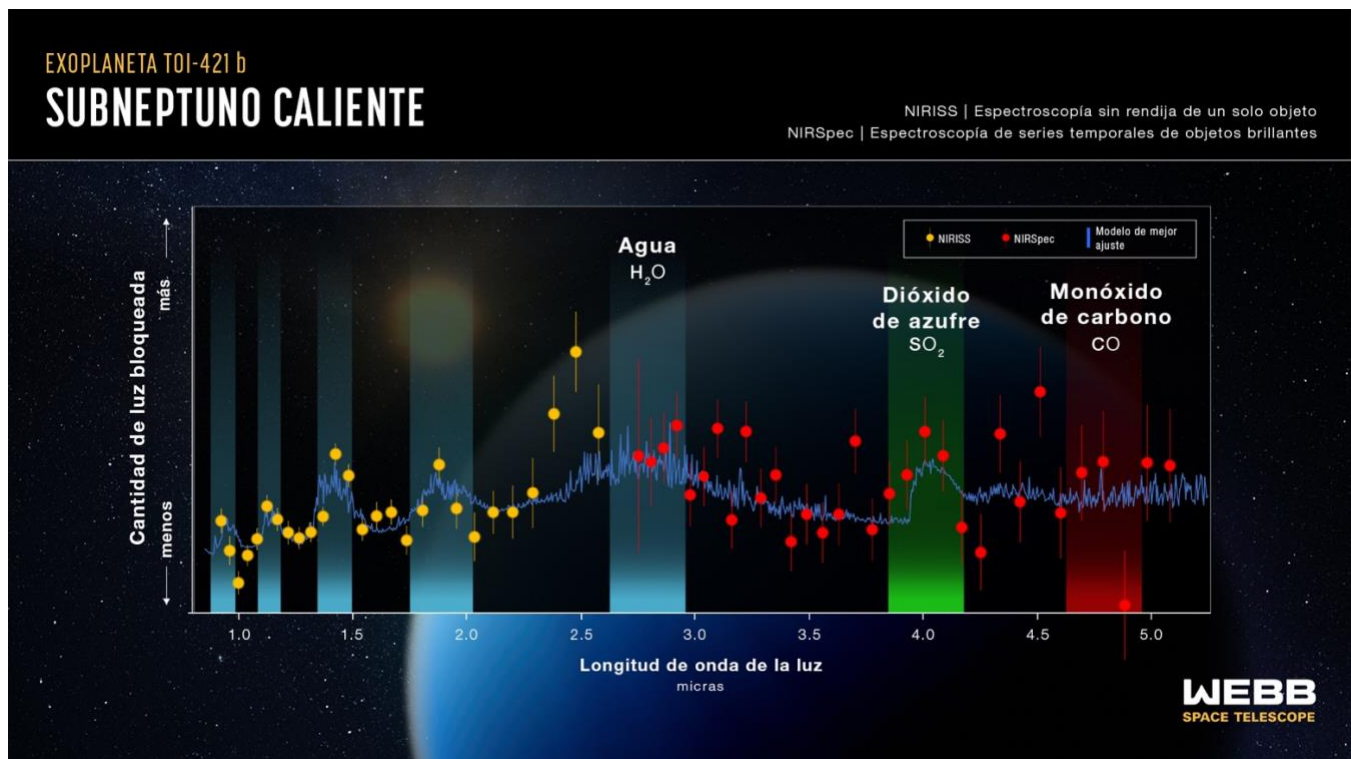 EXOPLANETA TOI-421 b
SUBNEPTUNO CALIENTE
NIRISS | Espectroscopía sin rendija de un solo objeto
NIRSpec | Espectroscopía de series temporales de objetos brillantes
Cantidad de luz bloqueada
más
menos
NIRISS
NIRSpec
Modelo de mejor
ajuste
Agua
H₂O
Dióxido
de azufre
SO₂
Monóxido
de carbono
CO
1.0 1.5 2.0 2.5 3.0 3.5 4.0 4.5 5.0
Longitud de onda de la luz
micras
WEBB
SPACE TELESCOPE